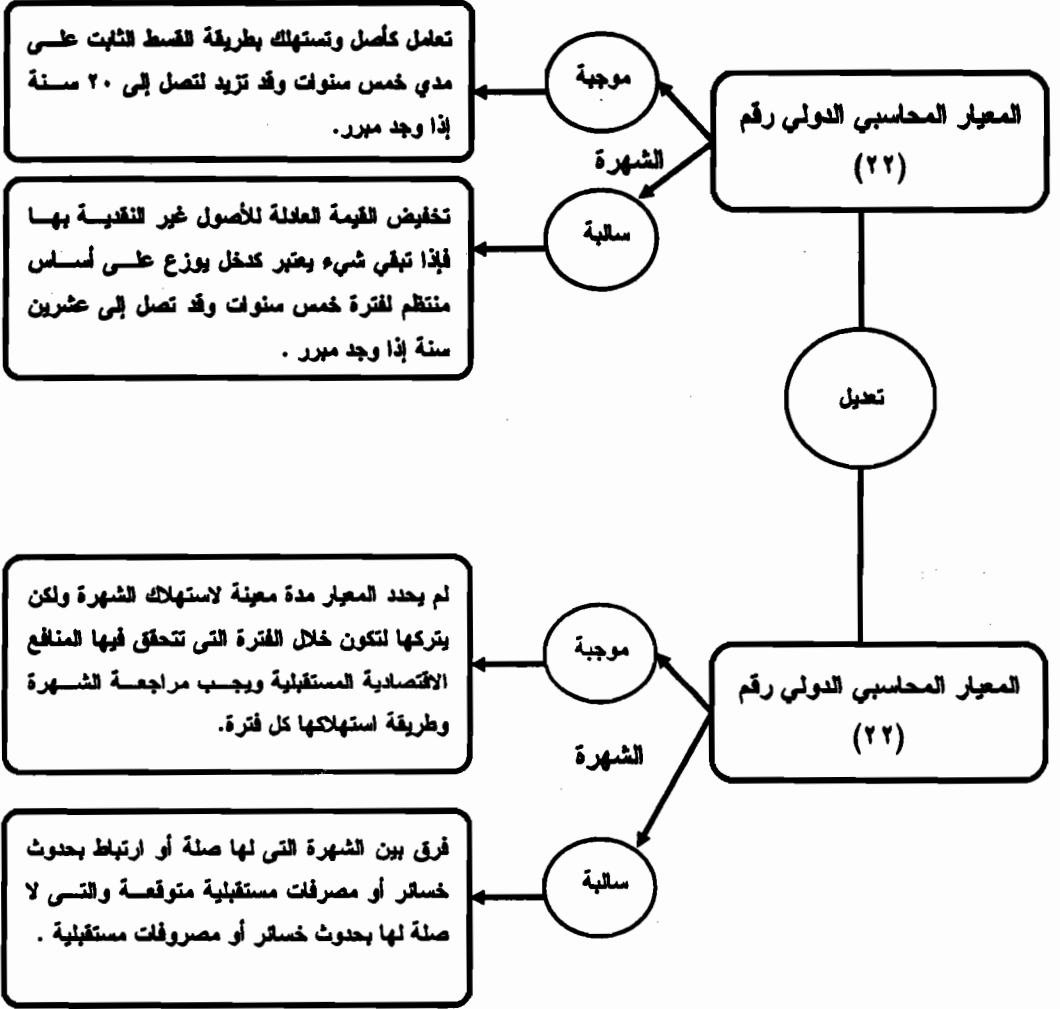 المعيار المحاسبي الدولي رقم
(٢٢)
الشهرة
موجبة
تعامل كأصل وتستهلك بطريقة القسط الثابت على
مدي خمس سنوات وقد تزيد لتصل إلى ٢٠ سنة
إذا وجد مبرر.
سالبة
تخفيض القيمة العادلة للأصول غير النقدية بها
فإذا تبقي شيء يعتبر كدخل يوزع على أساس
منتظم لفترة خمس سنوات وقد تصل إلى عشرين
سنة إذا وجد مبرر .
تعديل
المعيار المحاسبي الدولي رقم
(٢٢)
الشهرة
موجبة
لم يحدد المعيار مدة معينة لاستهلاك الشهرة ولكن
يتركها لتكون خلال الفترة التى تتحقق فيها المنافع
الاقتصادية المستقبلية ويجب مراجعة الشهرة
وطريقة استهلاكها كل فترة.
سالبة
فرق بين الشهرة التى لها صلة أو ارتباط بحدوث
خسائر أو مصرفات مستقبلية متوقعة والتى لا
صلة لها بحدوث خسائر أو مصروفات مستقبلية .